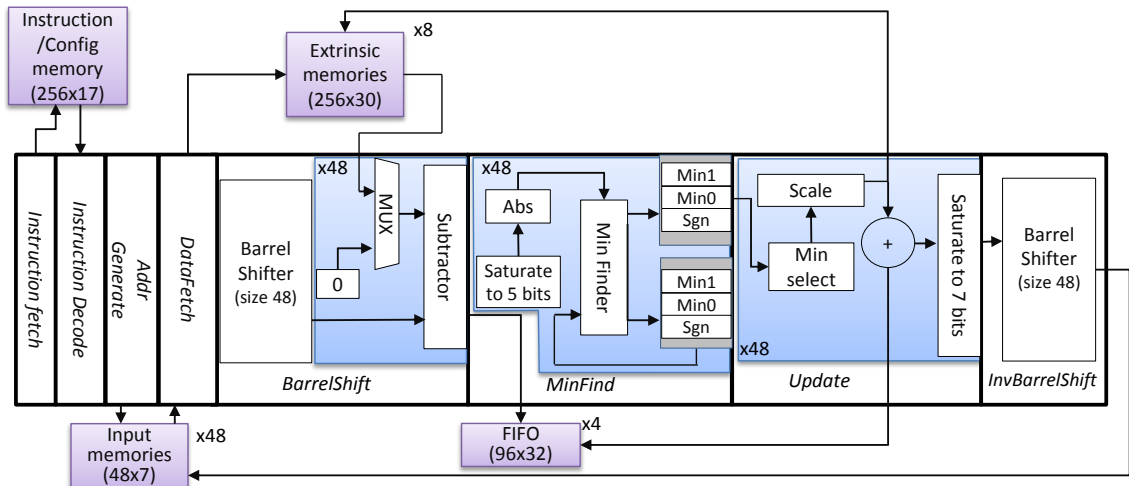 Instruction
/Config
memory
(256x17)
x8
Extrinsic
memories
(256x30)
Instruction fetch
Instruction Decode
Addr
Generate
DataFetch
Barrel
Shifter
(size 48)
x48
MUX
0
Subtractor
BarrelShift
x48
Abs
Saturate
to 5 bits
Min Finder
Min1
Min0
Sgn
Min1
Min0
Sgn
MinFind
Scale
Min
select
+
Saturate to 7 bits
x48
Update
Barrel
Shifter
(size 48)
InvBarrelShift
Input
memories
(48x7)
x48
FIFO
(96x32)
x4